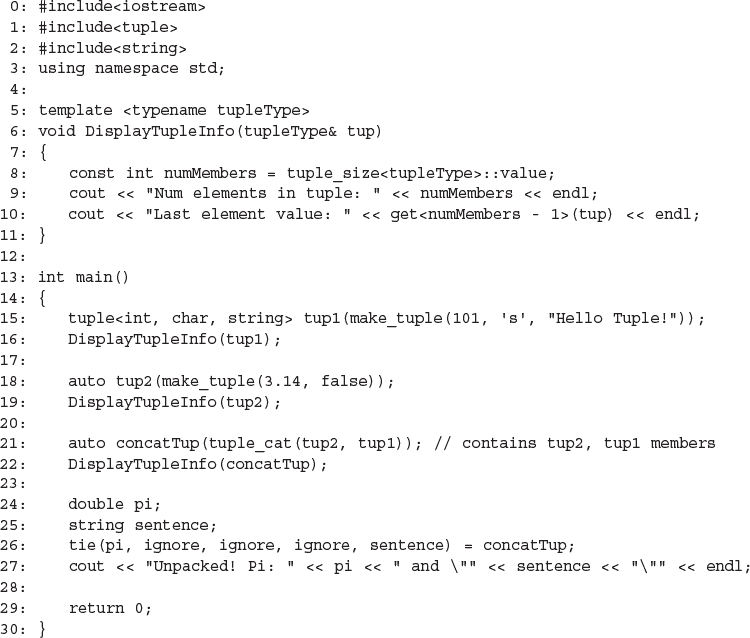 0: #include<iostream>
1: #include<tuple>
2: #include<string>
3: using namespace std;
4:
5: template <typename tupleType>
6: void DisplayTupleInfo(tupleType& tup)
7: {
8:    const int numMembers = tuple_size<tupleType>::value;
9:    cout << "Num elements in tuple: " << numMembers << endl;
10:    cout << "Last element value: " << get<numMembers - 1>(tup) << endl;
11: }
12:
13: int main()
14: {
15:    tuple<int, char, string> tup1(make_tuple(101, 's', "Hello Tuple!"));
16:    DisplayTupleInfo(tup1);
17:
18:    auto tup2(make_tuple(3.14, false));
19:    DisplayTupleInfo(tup2);
20:
21:    auto concatTup(tuple_cat(tup2, tup1)); // contains tup2, tup1 members
22:    DisplayTupleInfo(concatTup);
23:
24:    double pi;
25:    string sentence;
26:    tie(pi, ignore, ignore, ignore, sentence) = concatTup;
27:    cout << "Unpacked! Pi: " << pi << " and \"" << sentence << "\"" << endl;
28:
29:    return 0;
30: }